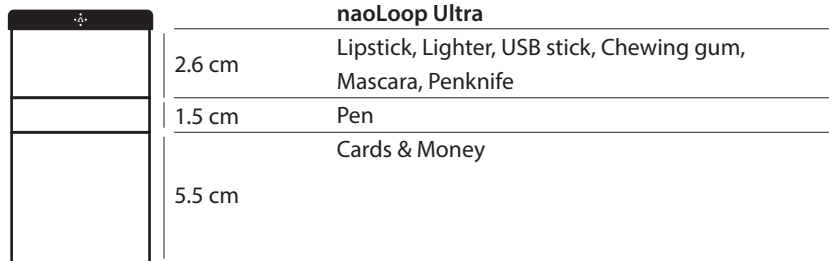 naoLoop Ultra
2.6 cm
Lipstick, Lighter, USB stick, Chewing gum,
Mascara, Penknife
1.5 cm
Pen
Cards & Money
5.5 cm